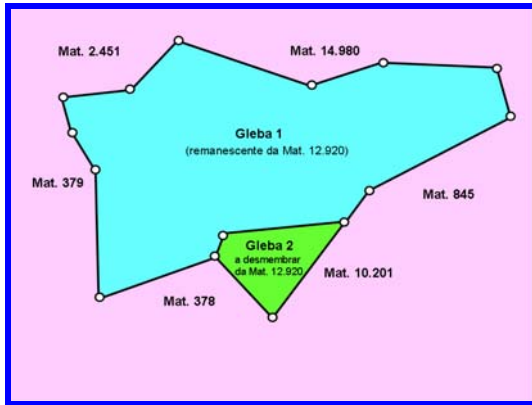 Mat. 2.451
Mat. 14.980
Gleba 1
(remanescente da Mat. 12.920)
Mat. 379
Mat. 845
Gleba 2
a desmembrar
da Mat. 12.920
Mat. 10.201
Mat. 378